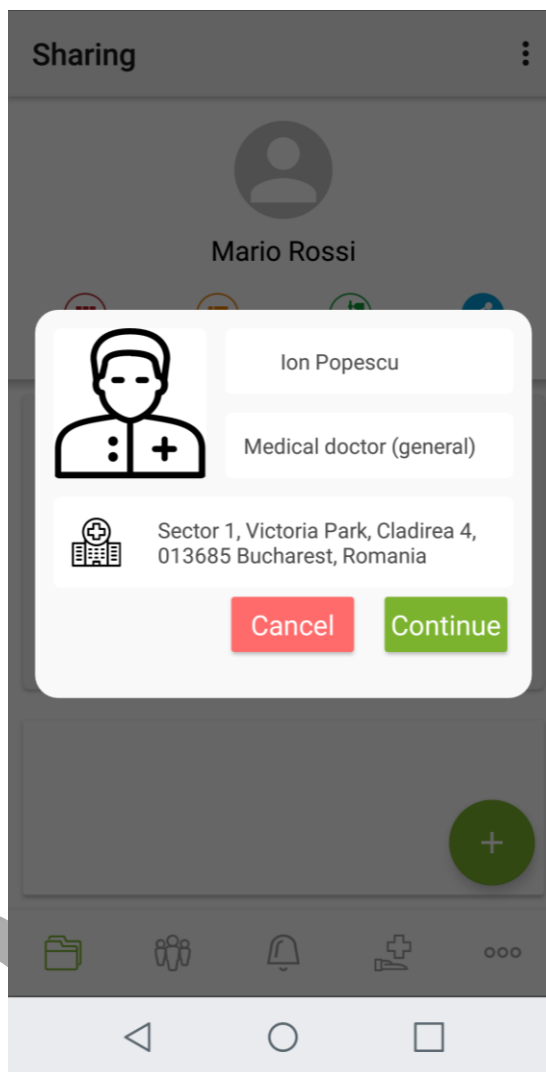 Sharing
Mario Rossi
Ion Popescu
Medical doctor (general)
Sector 1, Victoria Park, Cladirea 4,
013685 Bucharest, Romania
Cancel Continue